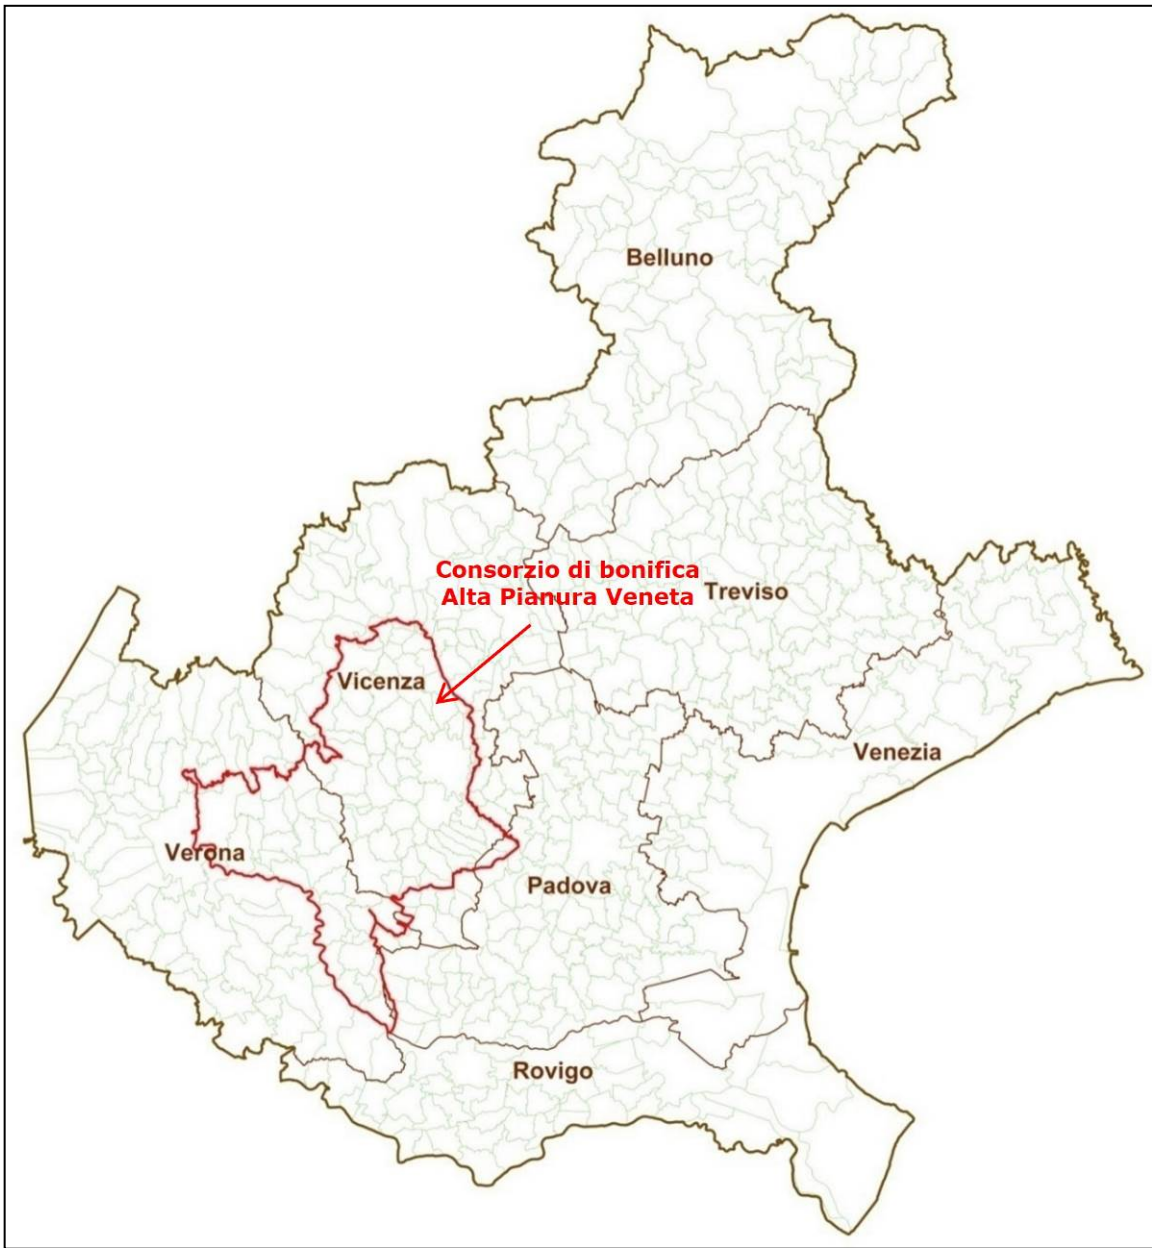 Belluno
Consorzio di bonifica
Alta Pianura Veneta
Treviso
Vicenza
Venezia
Verona
Padova
Rovigo